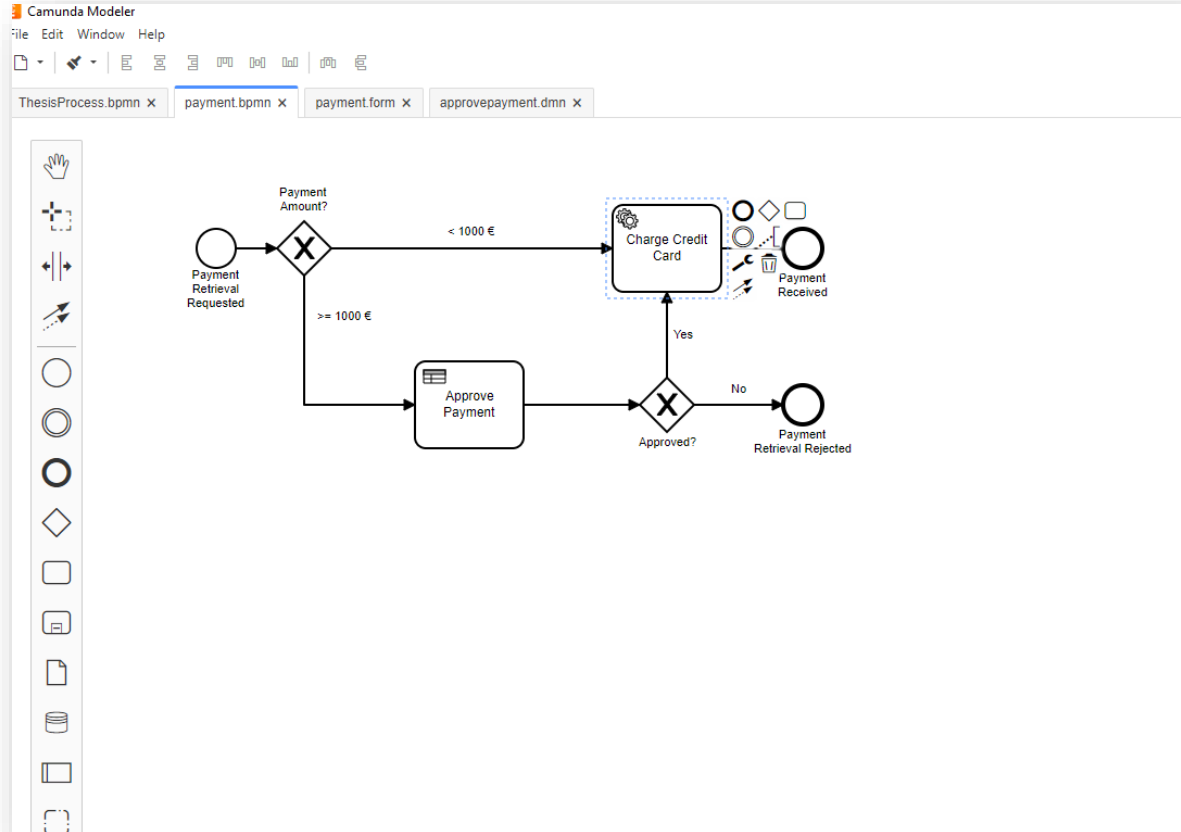 Camunda Modeler
File Edit Window Help
ThesisProcess.bpmn ×
payment.bpmn ×
payment.form ×
approvepayment.dmn ×
Payment
Amount?
< 1000 €
Charge Credit
Card
Payment
Retrieval
Requested
Payment
Received
>= 1000 €
Yes
Approve
Payment
No
Approved?
Payment
Retrieval Rejected